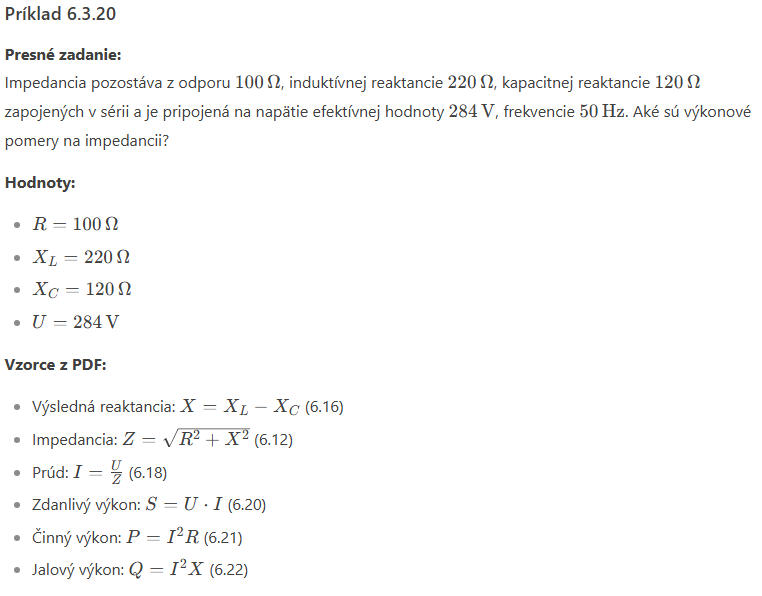 Príklad 6.3.20
Presné zadanie:
Impedancia pozostáva z odporu 100 Ω, induktívnej reaktancie 220 Ω, kapacitnej reaktancie 120 Ω
zapojených v sérii a je pripojená na napätie efektívnej hodnoty 284 V, frekvencie 50 Hz. Aké sú výkonové
pomery na impedancii?
Hodnoty:
• R = 100 Ω
• X_L = 220 Ω
• X_C = 120 Ω
• U = 284 V
Vzorce z PDF:
• Výsledná reaktancia: X = X_L − X_C (6.16)
• Impedancia: Z = √(R² + X²) (6.12)
• Prúd: I = U/Z (6.18)
• Zdanlivý výkon: S = U · I (6.20)
• Činný výkon: P = I²R (6.21)
• Jalový výkon: Q = I²X (6.22)